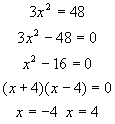 3x² = 48
3x² − 48 = 0
x² − 16 = 0
(x + 4)(x − 4) = 0
x = −4  x = 4